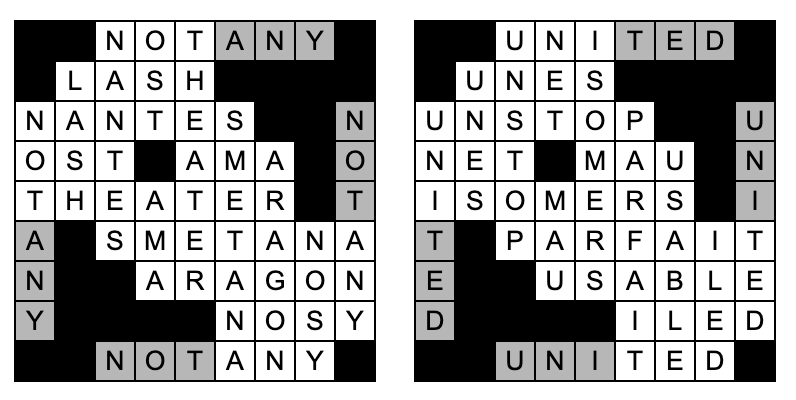 NOTANY
LASH
NANTES N
OST AMA O
THEATER T
A SMETANA
N ARAGON
Y NOSY
NOTANY
UNITED
UNES
UNSTOP U
NET MAU N
ISOMERS I
T PARFAIT
E USABLE
D ILED
UNITED